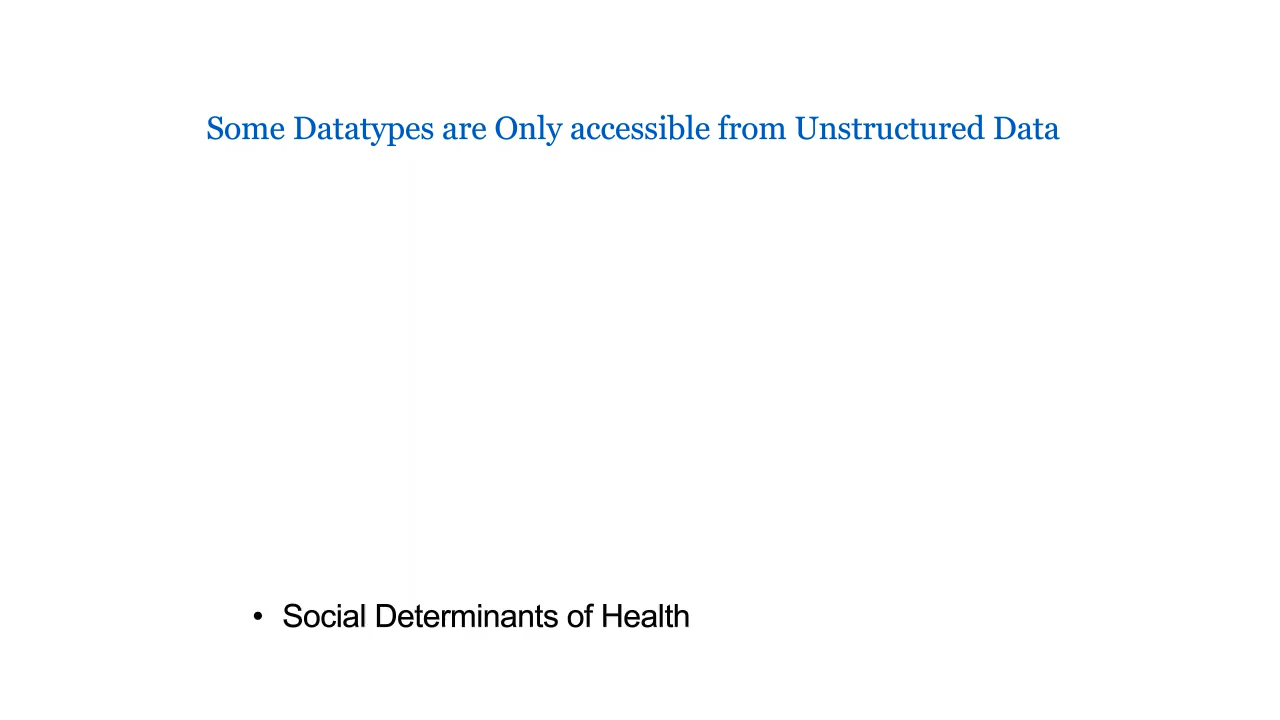 Some Datatypes are Only accessible from Unstructured Data
• Social Determinants of Health